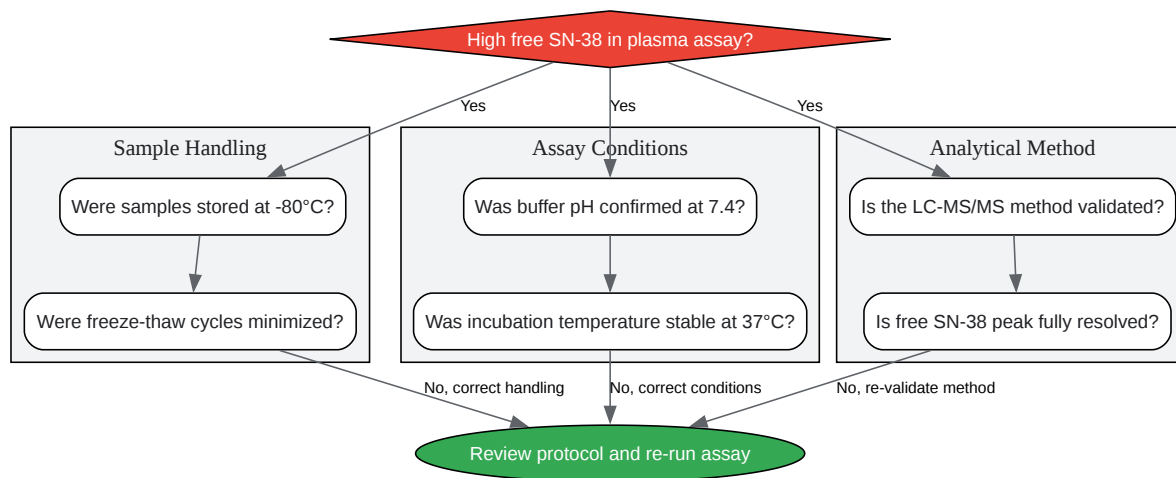 High free SN-38 in plasma assay?
Yes
Yes
Yes
Sample Handling
Assay Conditions
Analytical Method
Were samples stored at -80°C?
Was buffer pH confirmed at 7.4?
Is the LC-MS/MS method validated?
Were freeze-thaw cycles minimized?
Was incubation temperature stable at 37°C?
Is free SN-38 peak fully resolved?
No, correct handling
No, correct conditions
No, re-validate method
Review protocol and re-run assay